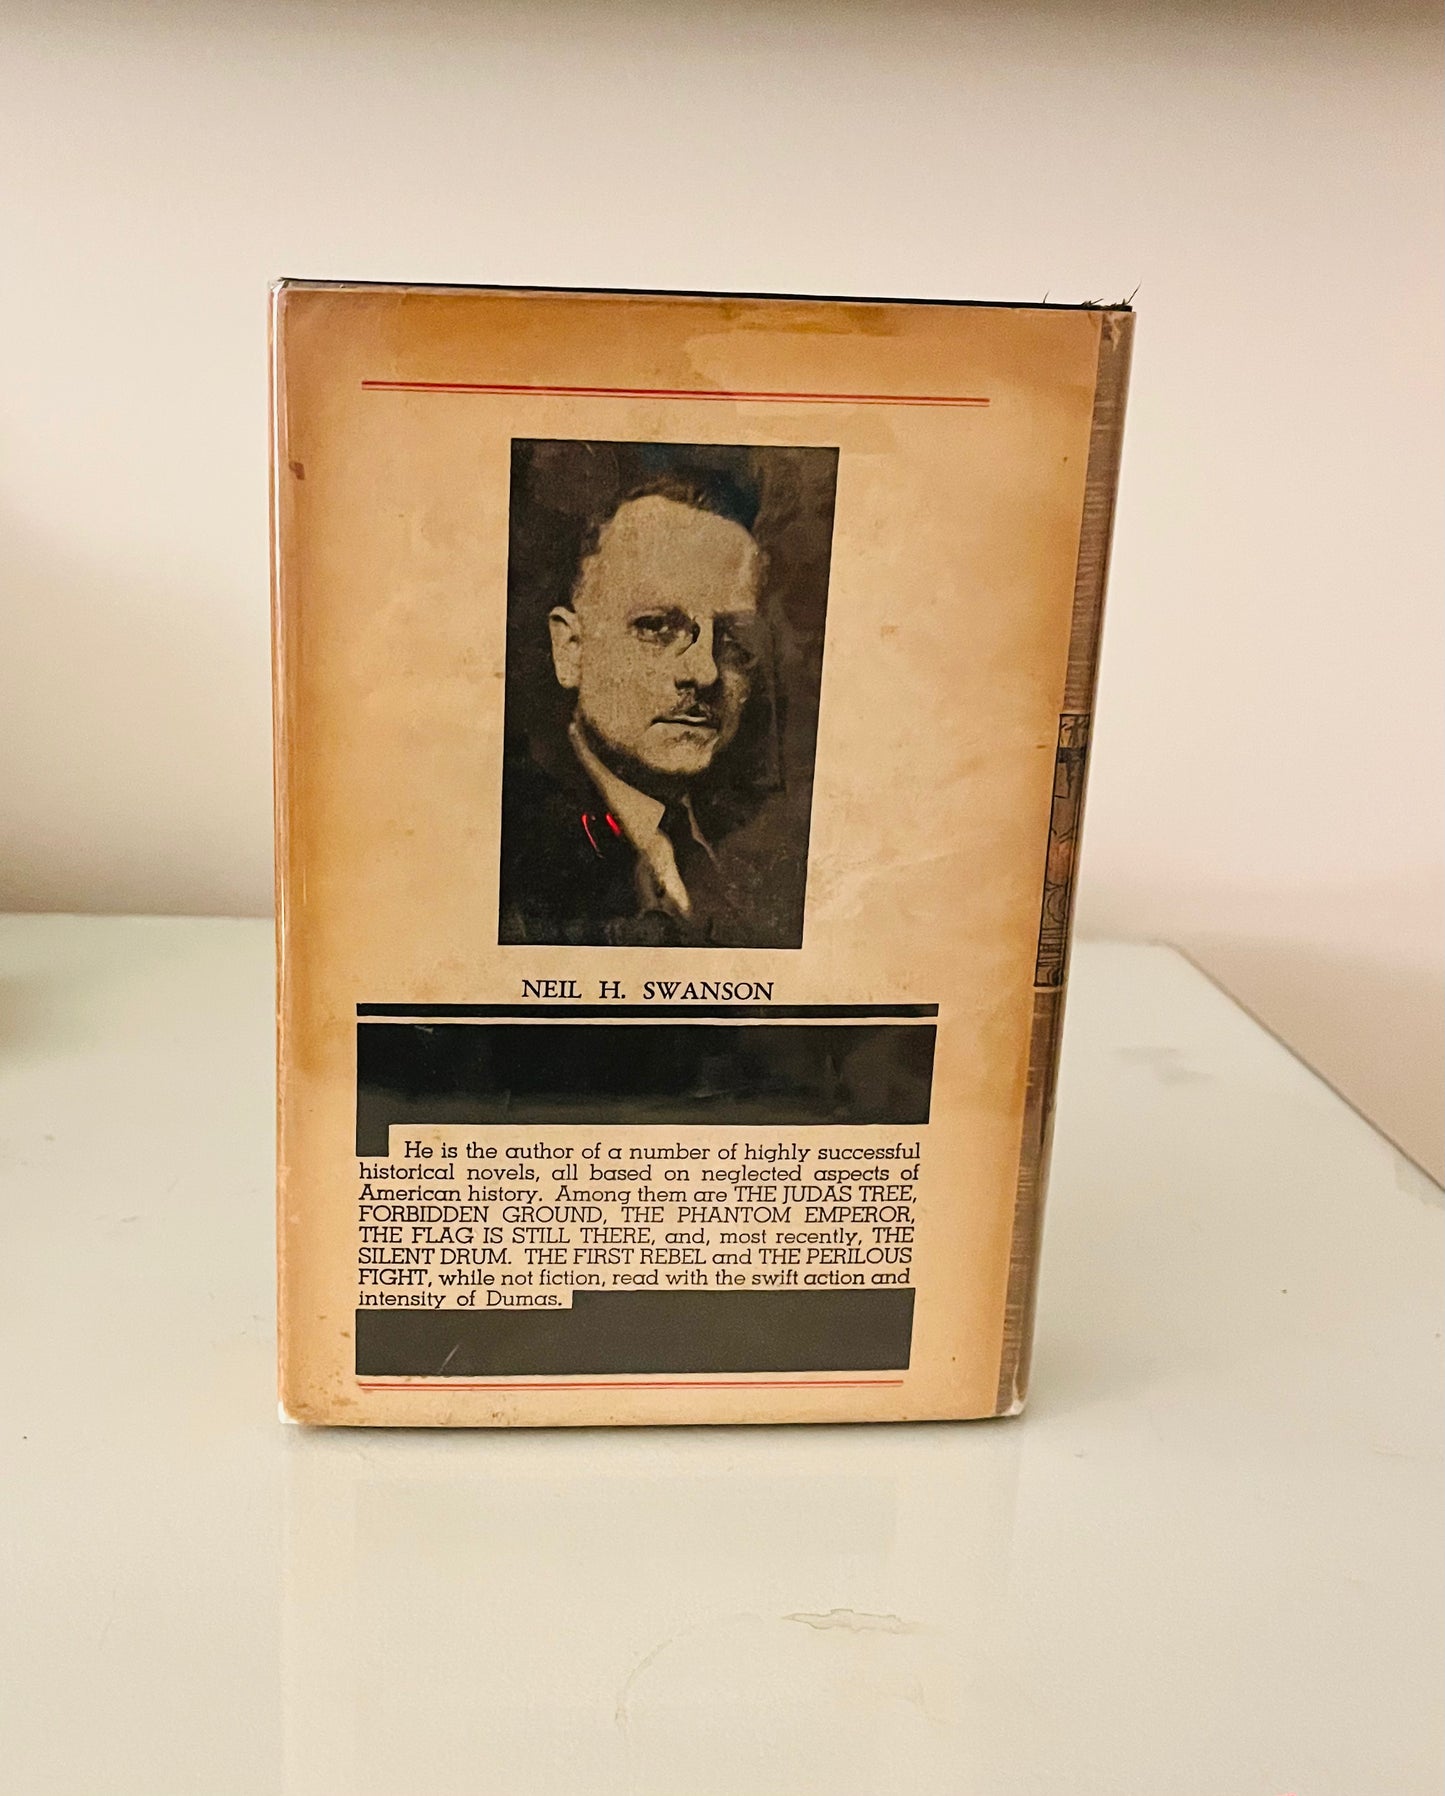 NEIL H. SWANSON
He is the author of a number of highly successful
historical novels, all based on neglected aspects of
American history. Among them are THE JUDAS TREE,
FORBIDDEN GROUND, THE PHANTOM EMPEROR,
THE FLAG IS STILL THERE, and, most recently, THE
SILENT DRUM. THE FIRST REBEL and THE PERILOUS
FIGHT, while not fiction, read with the swift action and
intensity of Dumas.